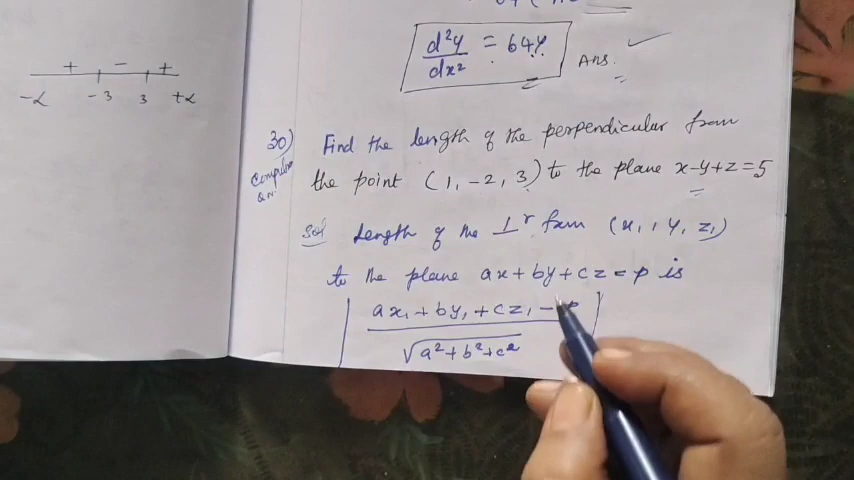 d²y/dx² = 64y. Ans.
+ − +
-∞ -3 3 +∞
30) Find the length of the perpendicular from
the point (1, -2, 3) to the plane x-y+z=5
Sol Length of the ⊥r from (x₁, y, z₁)
to the plane ax+by+cz=p is
| ax₁+by₁+cz₁ - p / √a²+b²+c² |